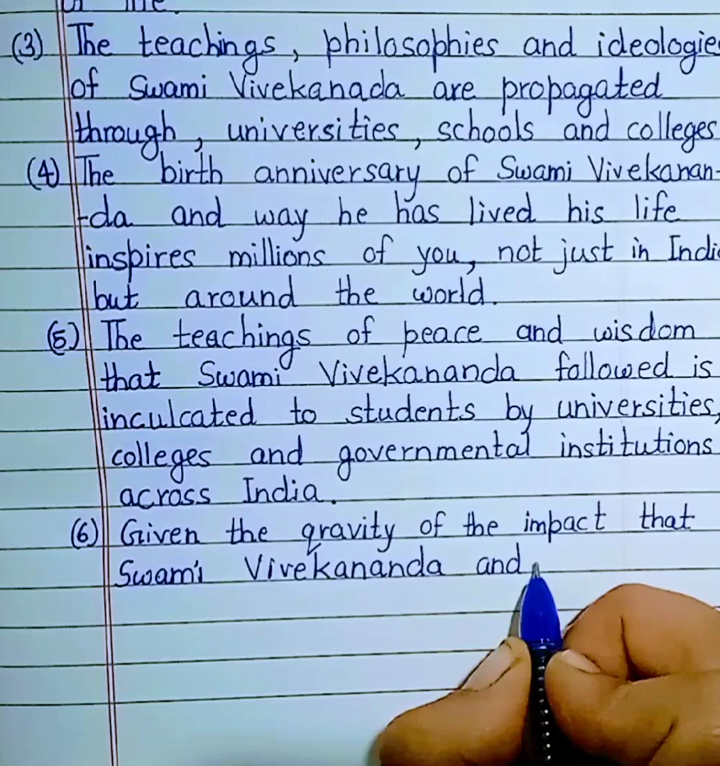 (3) The teachings, philosophies and ideologie
of Swami Vivekanada are propagated
through, universities, schools and colleges
(4) The birth anniversary of Swami Vivekanan-
-da and way he has lived his life
inspires millions of you, not just in Indi
but around the world.
(5) The teachings of peace and wisdom
that Swami Vivekananda followed is
inculcated to students by universities,
colleges and governmental institutions
across India.
(6) Given the gravity of the impact that
Swami Vivekananda and